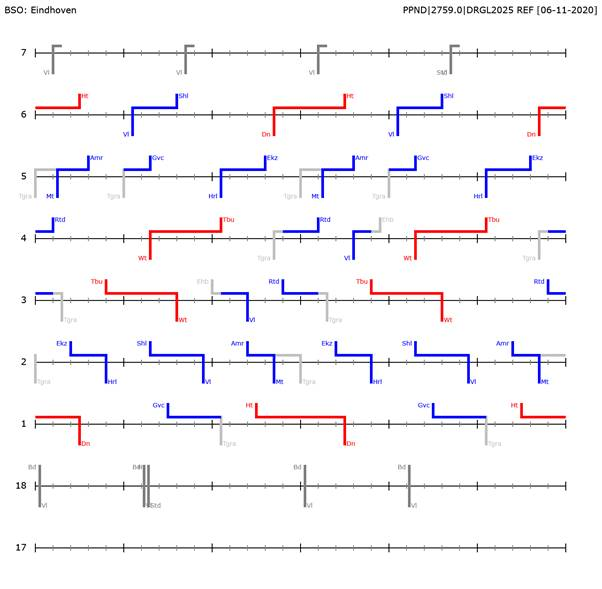 BSO: Eindhoven PPND|2759.0|DRGL2025 REF [06-11-2020]
7 Vl Vl Vl Std
6 Ht Vl Shl Dn Ht Vl Shl Dn
5 Tgra Mt Amr Tgra Gvc Hrl Ekz Tgra Mt Amr Tgra Gvc Hrl Ekz
4 Rtd Wt Tbu Tgra Rtd Vl Ehb Wt Tbu Tgra
3 Tgra Tbu Wt Ehb Vl Rtd Tgra Tbu Wt Rtd
2 Tgra Ekz Hrl Shl Vl Amr Mt Tgra Ekz Hrl Shl Vl Amr Mt
1 Dn Gvc Tgra Ht Dn Gvc Tgra Ht
18 Bd Vl Std Bd Vl Bd Vl
17